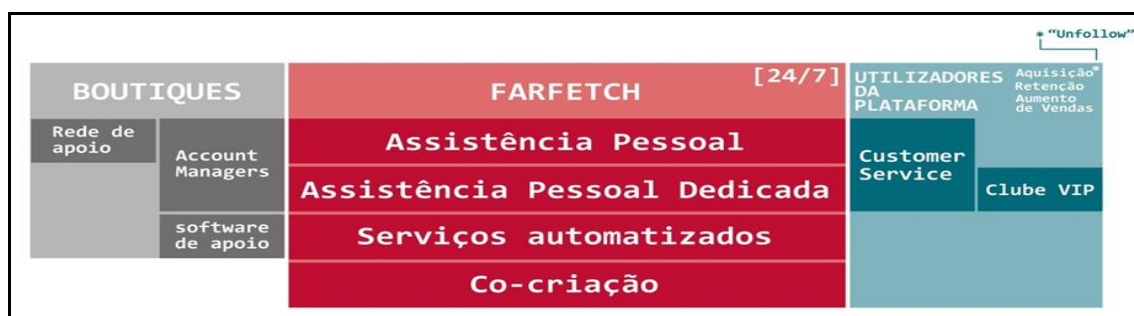 * “Unfollow”
BOUTIQUES
FARFETCH
[24/7]
UTILIZADORES
DA
PLATAFORMA
Aquisição*
Retenção
Aumento
de Vendas
Rede de
apoio
Account
Managers
software
de apoio
Assistência Pessoal
Assistência Pessoal Dedicada
Serviços automatizados
Co-criação
Customer
Service
Clube VIP